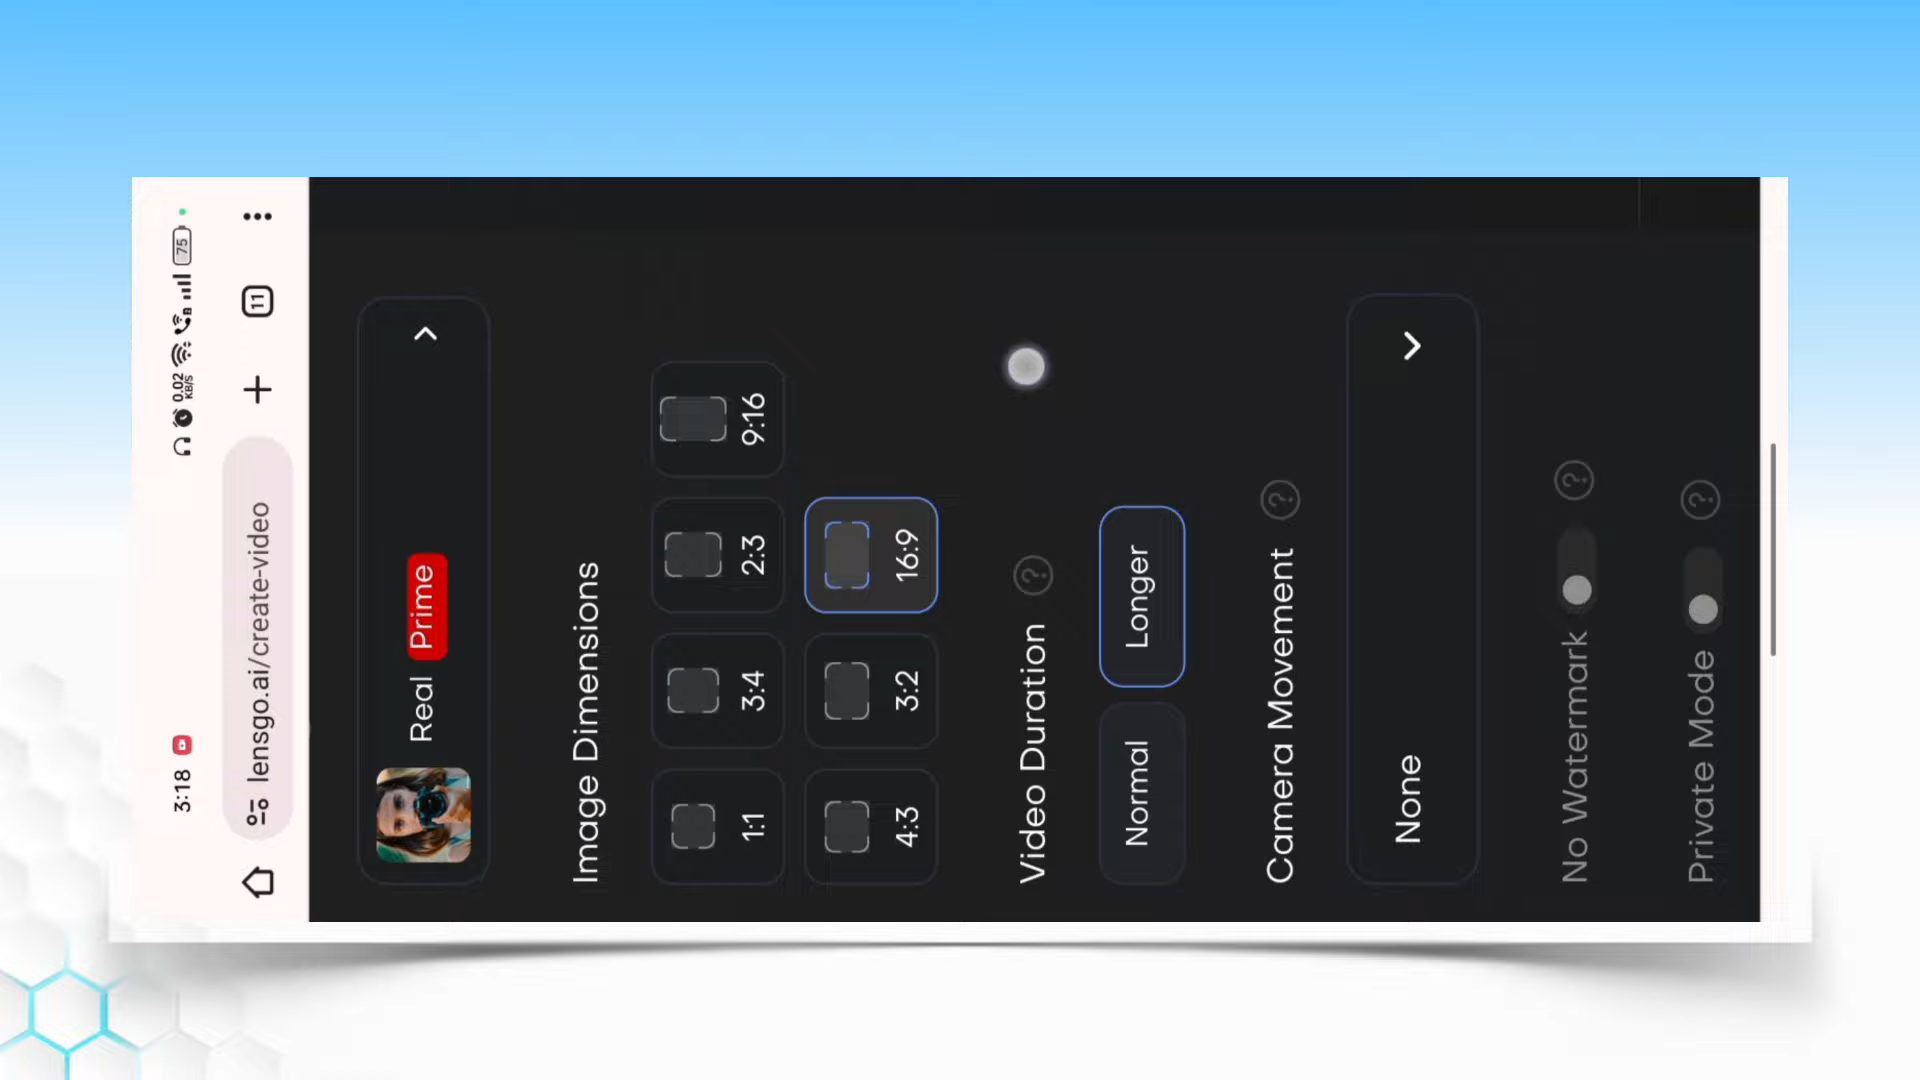 3:18 0.02 KB/S 75
lensgo.ai/create-video 11
Real Prime
Image Dimensions
1:1 3:4 2:3 9:16
4:3 3:2 16:9
Video Duration ?
Normal Longer
Camera Movement ?
None
No Watermark ?
Private Mode ?